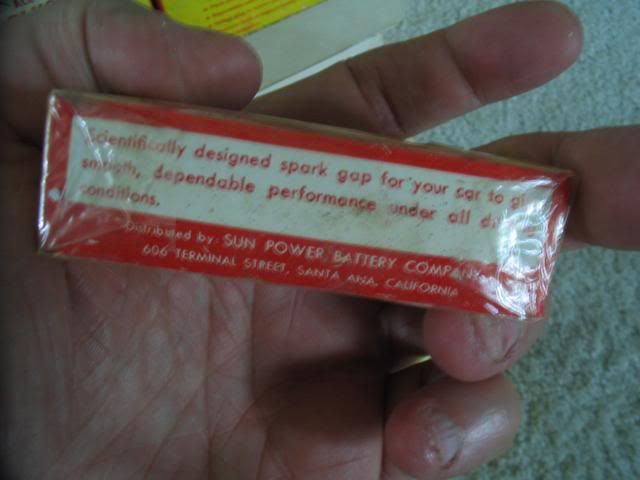 Scientifically designed spark gap for your car to gi
smooth, dependable performance under all d
conditions.
Distributed by: SUN POWER BATTERY COMPANY
606 TERMINAL STREET, SANTA ANA, CALIFORNIA